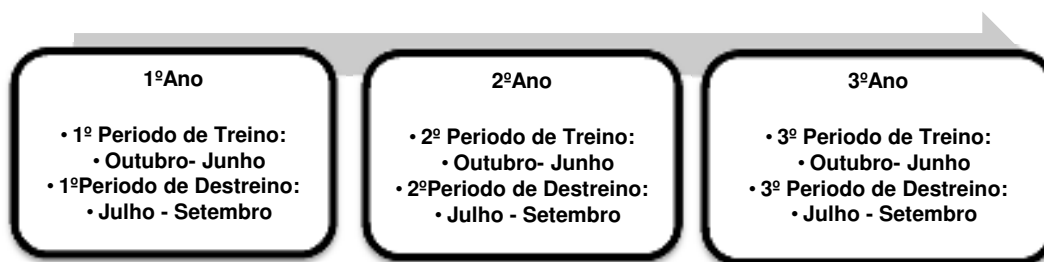 1ºAno
• 1º Periodo de Treino:
• Outubro- Junho
• 1ºPeriodo de Destreino:
• Julho - Setembro
2ºAno
• 2º Periodo de Treino:
• Outubro- Junho
• 2ºPeriodo de Destreino:
• Julho - Setembro
3ºAno
• 3º Periodo de Treino:
• Outubro- Junho
• 3º Periodo de Destreino:
• Julho - Setembro